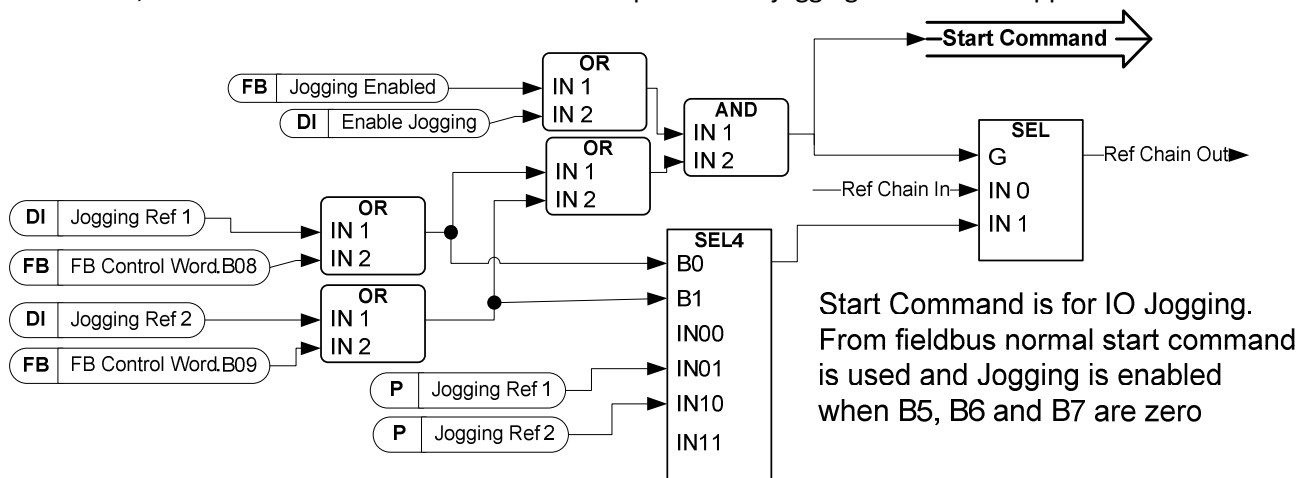 OR
FB Jogging Enabled
IN 1
DI Enable Jogging
IN 2
Start Command
AND
IN 1
IN 2
OR
IN 1
IN 2
SEL
G
Ref Chain In
IN 0
IN 1
Ref Chain Out
DI Jogging Ref 1
FB FB Control Word.B08
OR
IN 1
IN 2
DI Jogging Ref 2
FB FB Control Word.B09
OR
IN 1
IN 2
SEL4
B0
B1
IN00
IN01
IN10
IN11
P Jogging Ref 1
P Jogging Ref 2
Start Command is for IO Jogging.
From fieldbus normal start command
is used and Jogging is enabled
when B5, B6 and B7 are zero